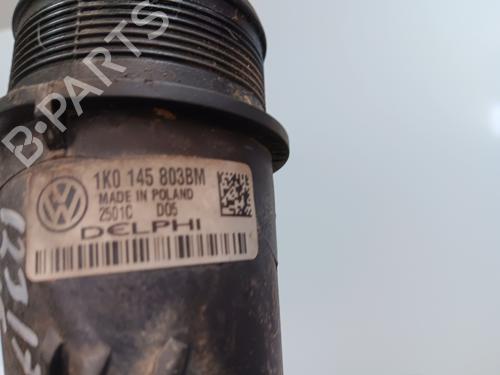 B-PARTS
1K0 145 803BM
MADE IN POLAND
2501C D05
DELPHI